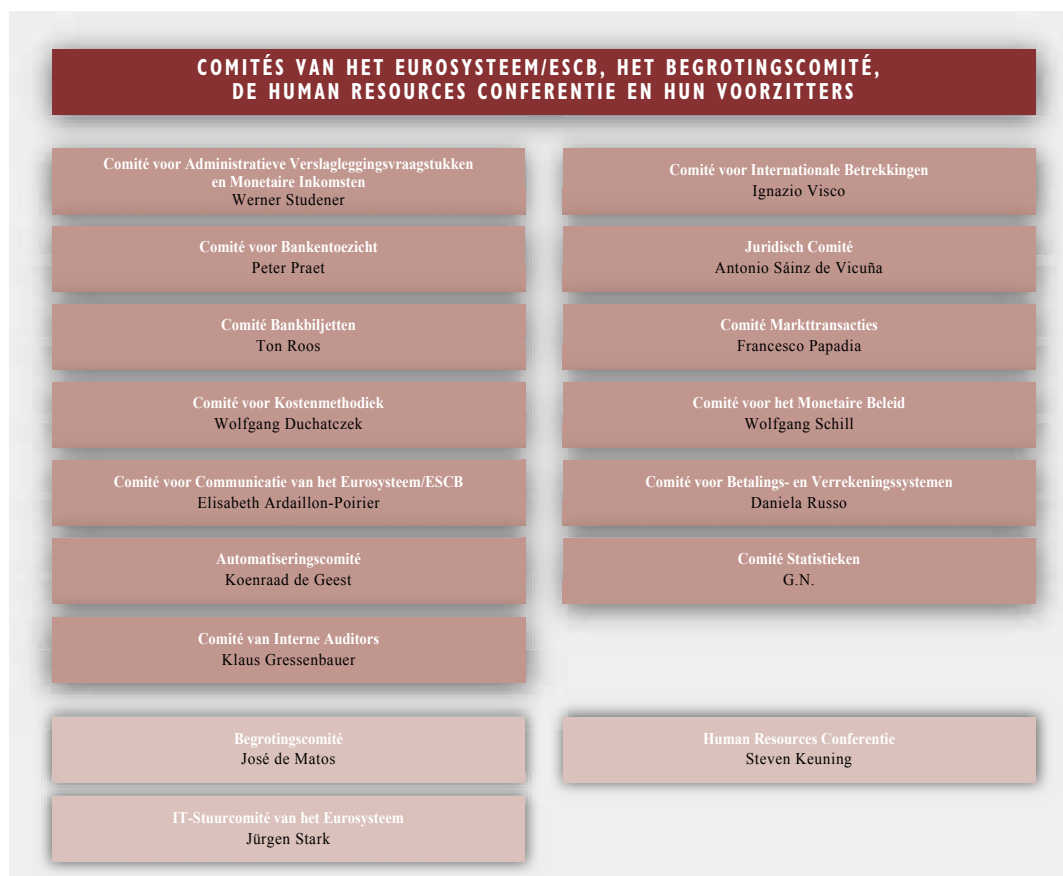 COMITÉS VAN HET EUROSYSTEEM/ESCB, HET BEGROTINGSCOMITÉ,
DE HUMAN RESOURCES CONFERENTIE EN HUN VOORZITTERS
Comité voor Administratieve Verslagleggingsvraagstukken
en Monetaire Inkomsten
Werner Studener
Comité voor Internationale Betrekkingen
Ignazio Visco
Comité voor Bankentoezicht
Peter Praet
Juridisch Comité
Antonio Sáinz de Vicuña
Comité Bankbiljetten
Ton Roos
Comité Markttransacties
Francesco Papadia
Comité voor Kostenmethodiek
Wolfgang Duchatczek
Comité voor het Monetaire Beleid
Wolfgang Schill
Comité voor Communicatie van het Eurosysteem/ESCB
Elisabeth Ardaillon-Poirier
Comité voor Betalings- en Verrekeningssystemen
Daniela Russo
Automatiseringscomité
Koenraad de Geest
Comité Statistieken
G.N.
Comité van Interne Auditors
Klaus Gressenbauer
Begrotingscomité
José de Matos
Human Resources Conferentie
Steven Keuning
IT-Stuurcomité van het Eurosysteem
Jürgen Stark